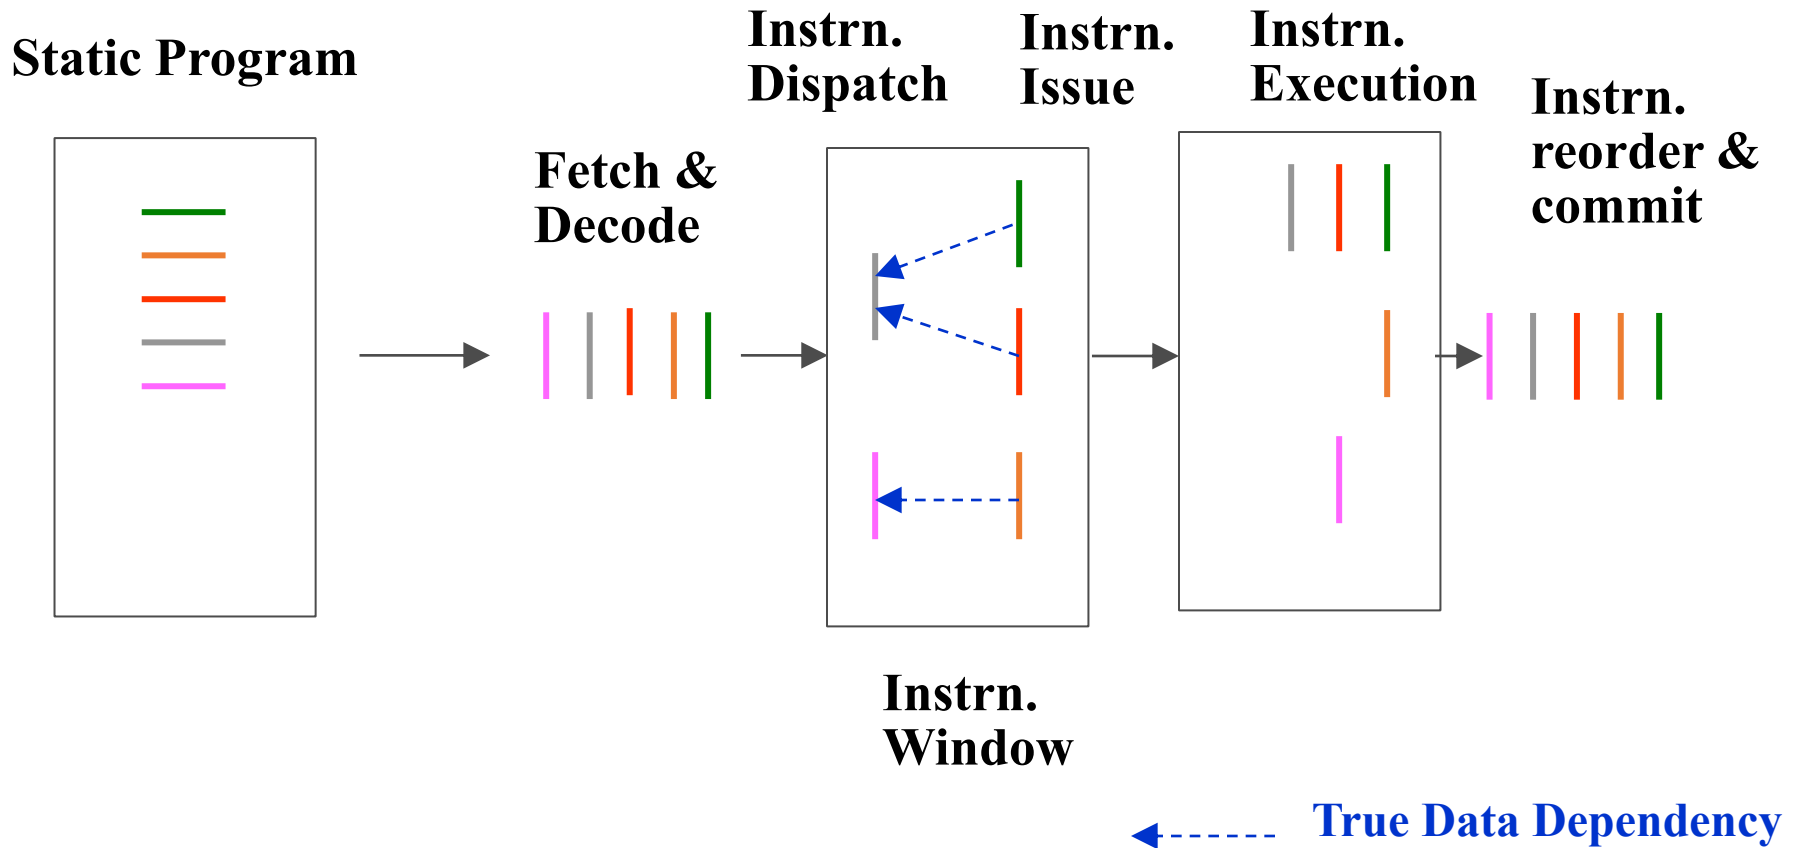 Static Program
Fetch &
Decode
Instrn.
Dispatch
Instrn.
Issue
Instrn.
Execution
Instrn.
reorder &
commit
Instrn.
Window
True Data Dependency